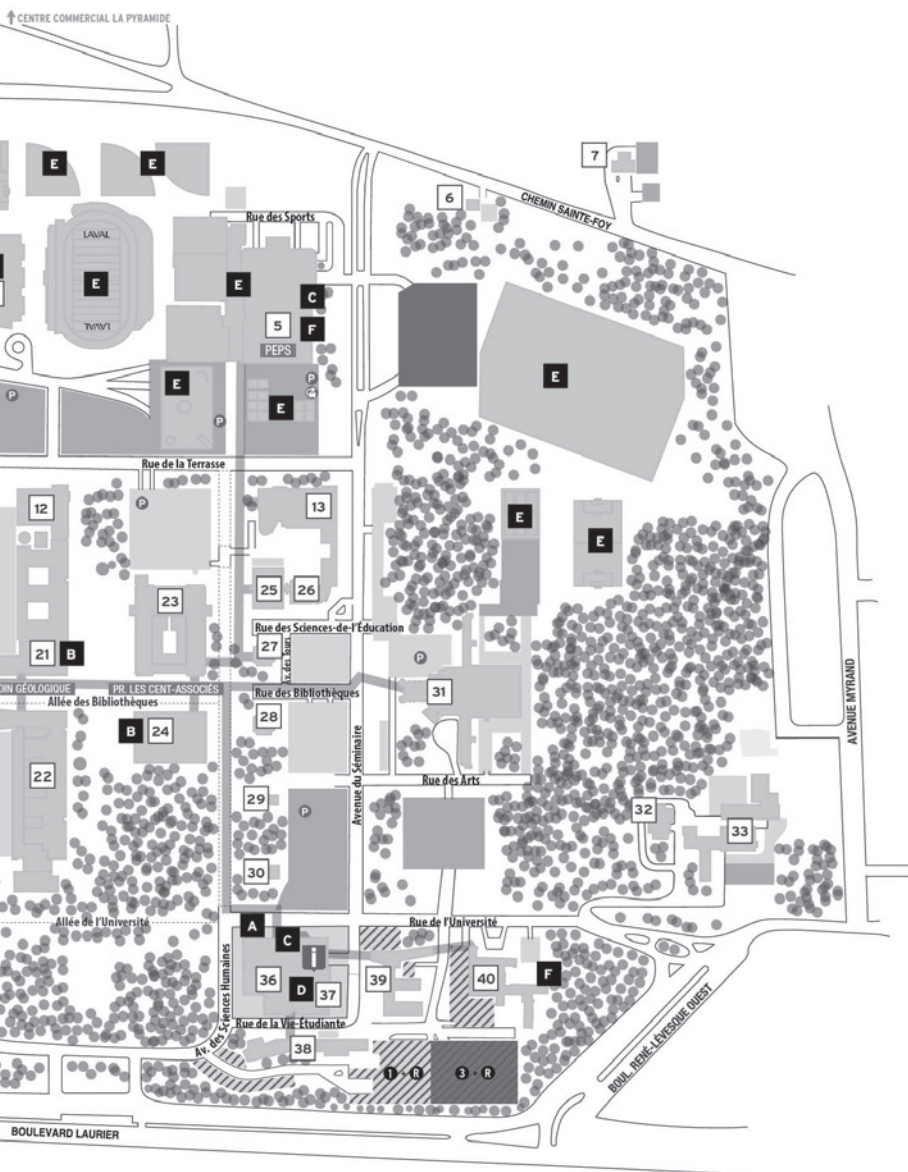 CENTRE COMMERCIAL LA PYRAMIDE
E
E
7
6
CHEMIN SAINTE-FOY
Rue des Sports
LAVAL
E
E
C
5
F
LAVAL
PEPS
E
E
P
E
P
E
P
Rue de la Terrasse
12
P
13
E
E
25
26
23
Rue des Sciences-de-l'Éducation
27
Av. des Tours
21
B
P
OIN GÉOLOGIQUE
PR. LES CENT-ASSOCIÉS
Rue des Bibliothèques
31
Allée des Bibliothèques
28
B
24
AVENUE MYRAND
22
Avenue du Séminaire
Rue des Arts
29
P
32
33
30
Allée de l'Université
A
Rue de l'Université
C
i
36
D
37
39
40
F
Av. des Sciences Humaines
Rue de la Vie-Étudiante
38
1 - R
3 - R
BOUL. RENÉ-LÉVESQUE OUEST
BOULEVARD LAURIER